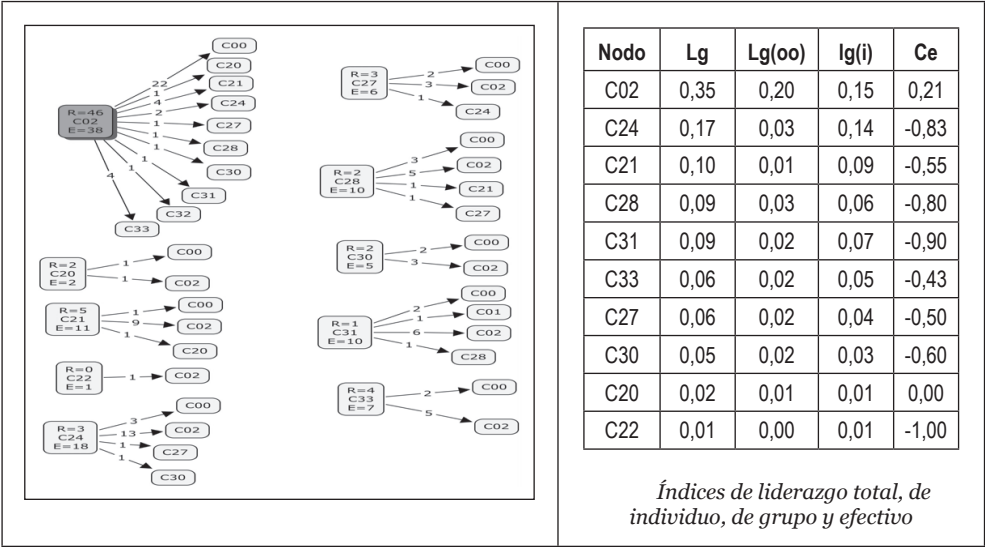 R=46
C02
E=38
22
1
4
2
1
1
1
1
1
4
C00
C20
C21
C24
C27
C28
C30
C31
C32
C33
R=2
C20
E=2
1
1
C00
C02
R=5
C21
E=11
1
9
1
C00
C02
C20
R=0
C22
E=1
1
C02
R=3
C24
E=18
3
13
1
1
C00
C02
C27
C30
R=3
C27
E=6
2
3
1
C00
C02
C24
R=2
C28
E=10
3
5
1
1
C00
C02
C21
C27
R=2
C30
E=5
2
3
C00
C02
R=1
C31
E=10
2
1
6
1
C00
C01
C02
C28
R=4
C33
E=7
2
5
C00
C02
Nodo Lg Lg(oo) lg(i) Ce
C02 0,35 0,20 0,15 0,21
C24 0,17 0,03 0,14 -0,83
C21 0,10 0,01 0,09 -0,55
C28 0,09 0,03 0,06 -0,80
C31 0,09 0,02 0,07 -0,90
C33 0,06 0,02 0,05 -0,43
C27 0,06 0,02 0,04 -0,50
C30 0,05 0,02 0,03 -0,60
C20 0,02 0,01 0,01 0,00
C22 0,01 0,00 0,01 -1,00
Índices de liderazgo total, de
individuo, de grupo y efectivo